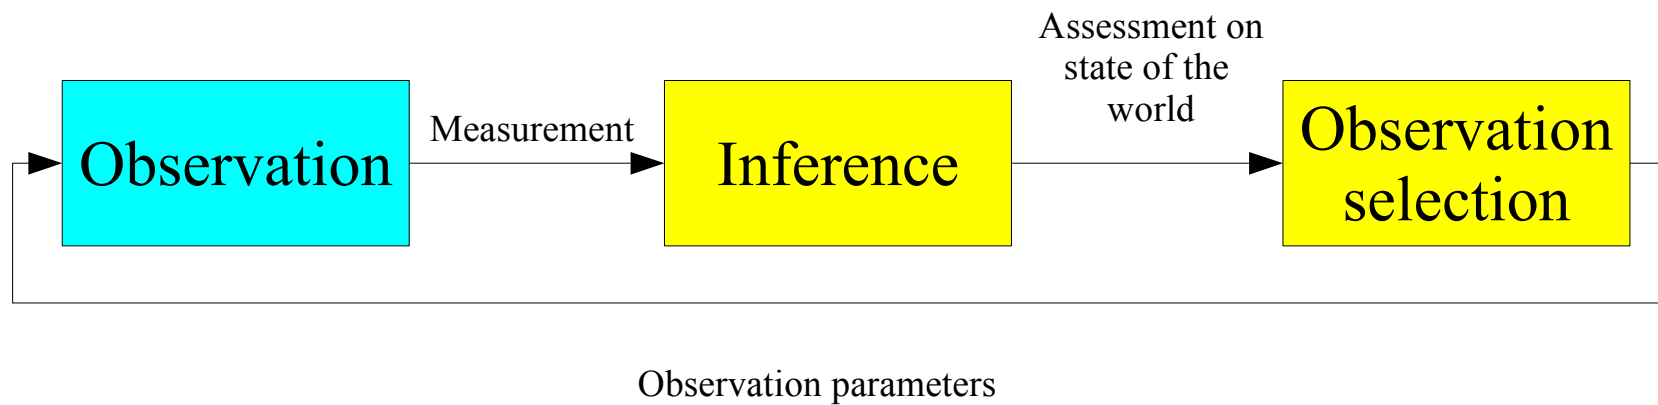 Observation
Measurement
Inference
Assessment on
state of the
world
Observation
selection
Observation parameters